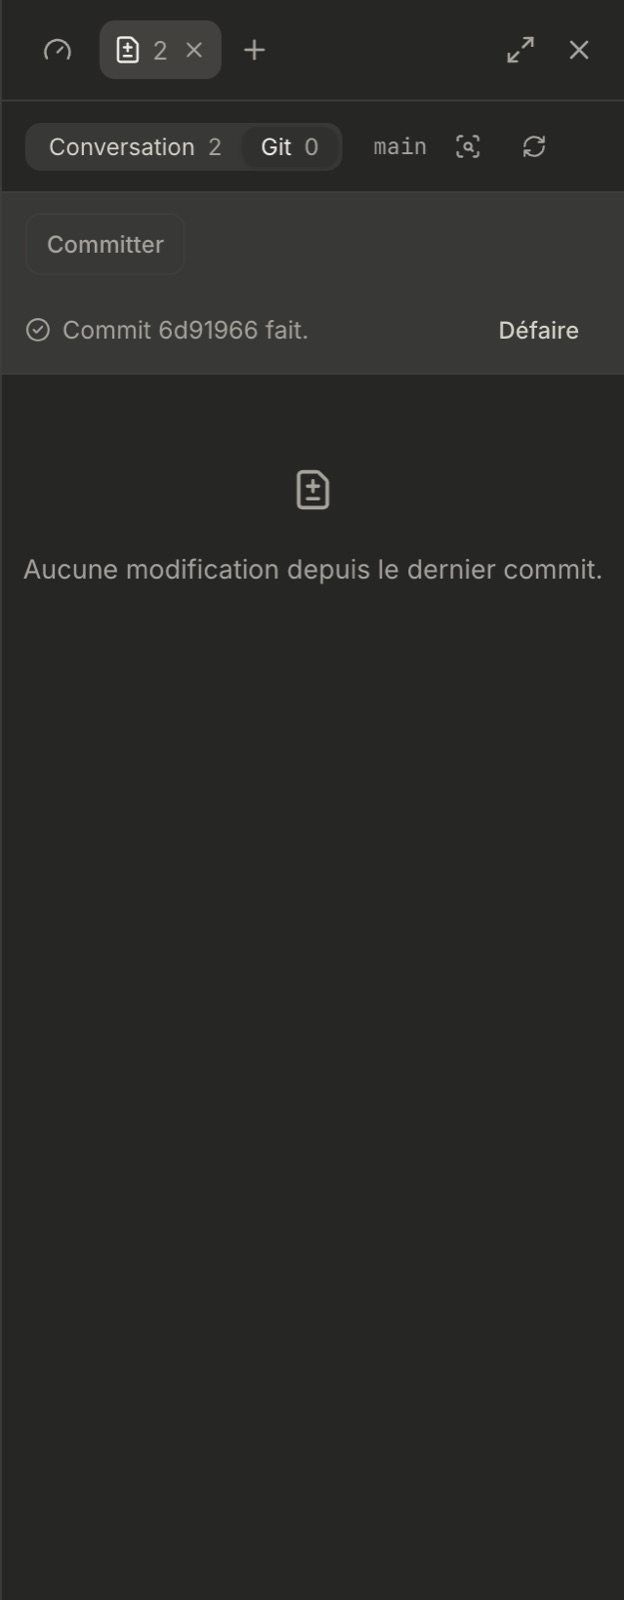 2
Conversation 2 Git 0 main
Committer
Commit 6d91966 fait. Défaire
Aucune modification depuis le dernier commit.